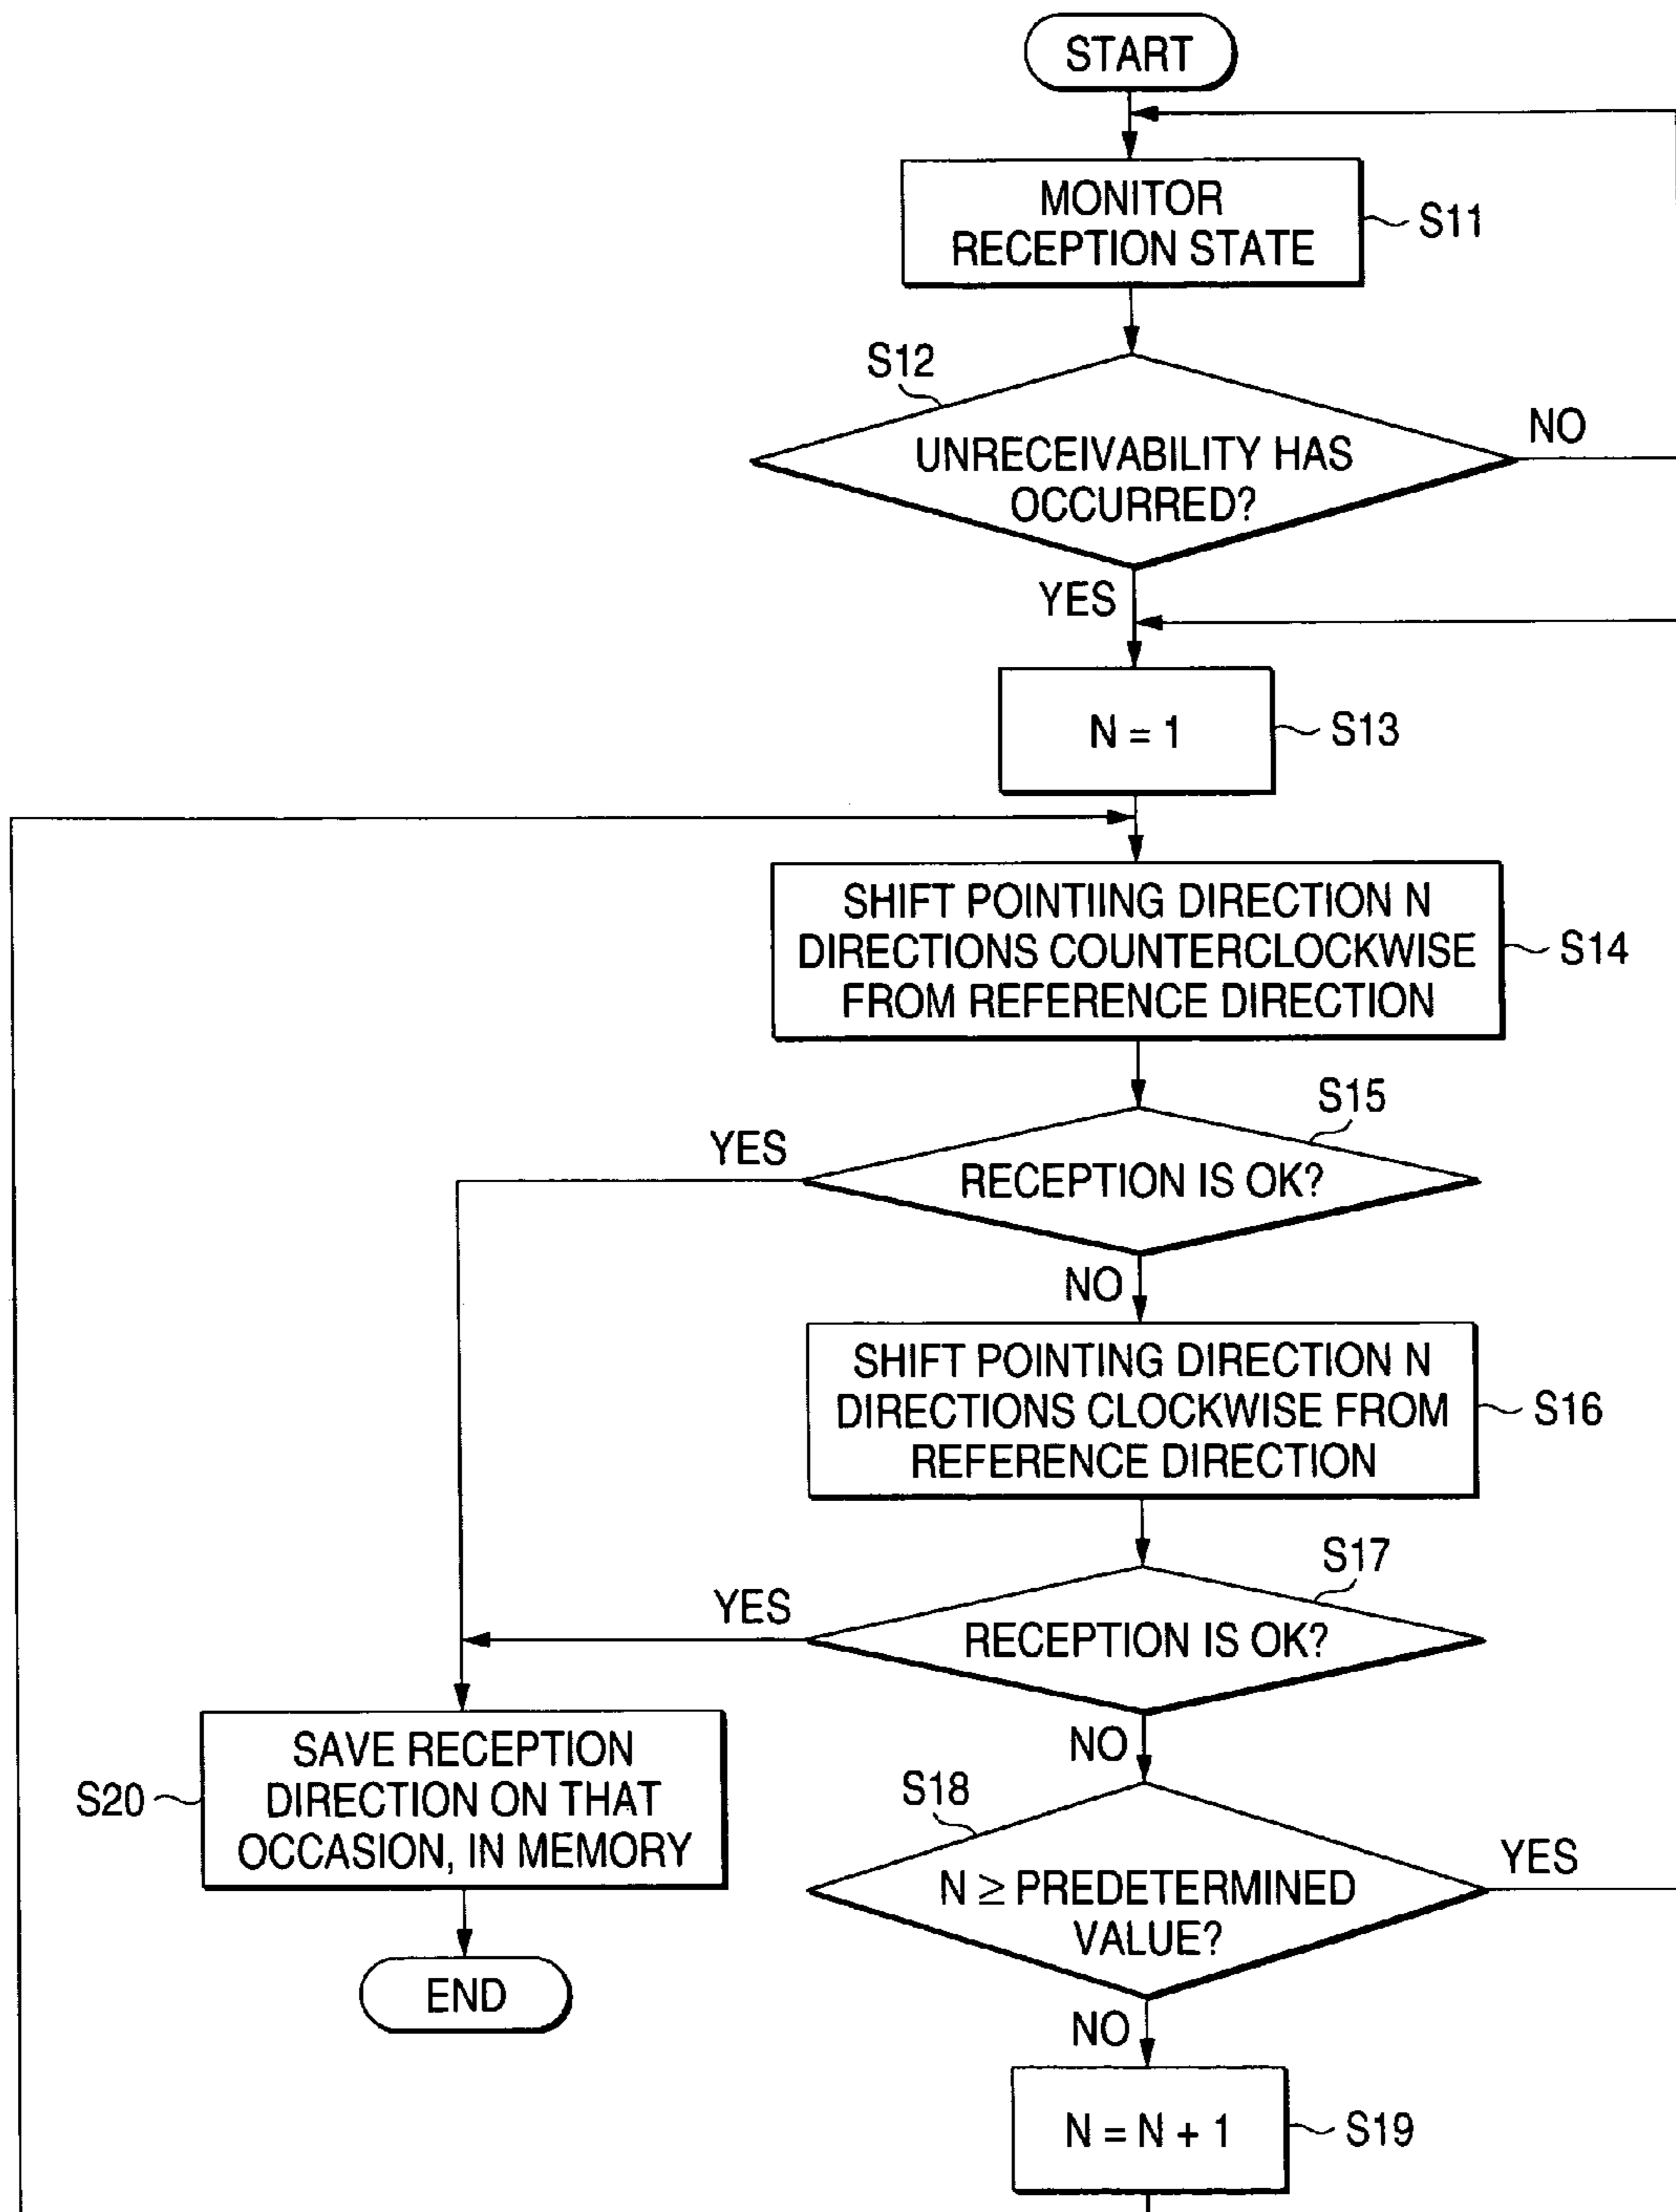 START
MONITOR
RECEPTION STATE
S11
S12
UNRECEIVABILITY HAS
OCCURRED?
NO
YES
N = 1
S13
SHIFT POINTIING DIRECTION N
DIRECTIONS COUNTERCLOCKWISE
FROM REFERENCE DIRECTION
S14
S15
YES
RECEPTION IS OK?
NO
SHIFT POINTING DIRECTION N
DIRECTIONS CLOCKWISE FROM
REFERENCE DIRECTION
S16
S17
YES
RECEPTION IS OK?
NO
S20
SAVE RECEPTION
DIRECTION ON THAT
OCCASION, IN MEMORY
S18
N ≥ PREDETERMINED
VALUE?
YES
END
NO
N = N + 1
S19